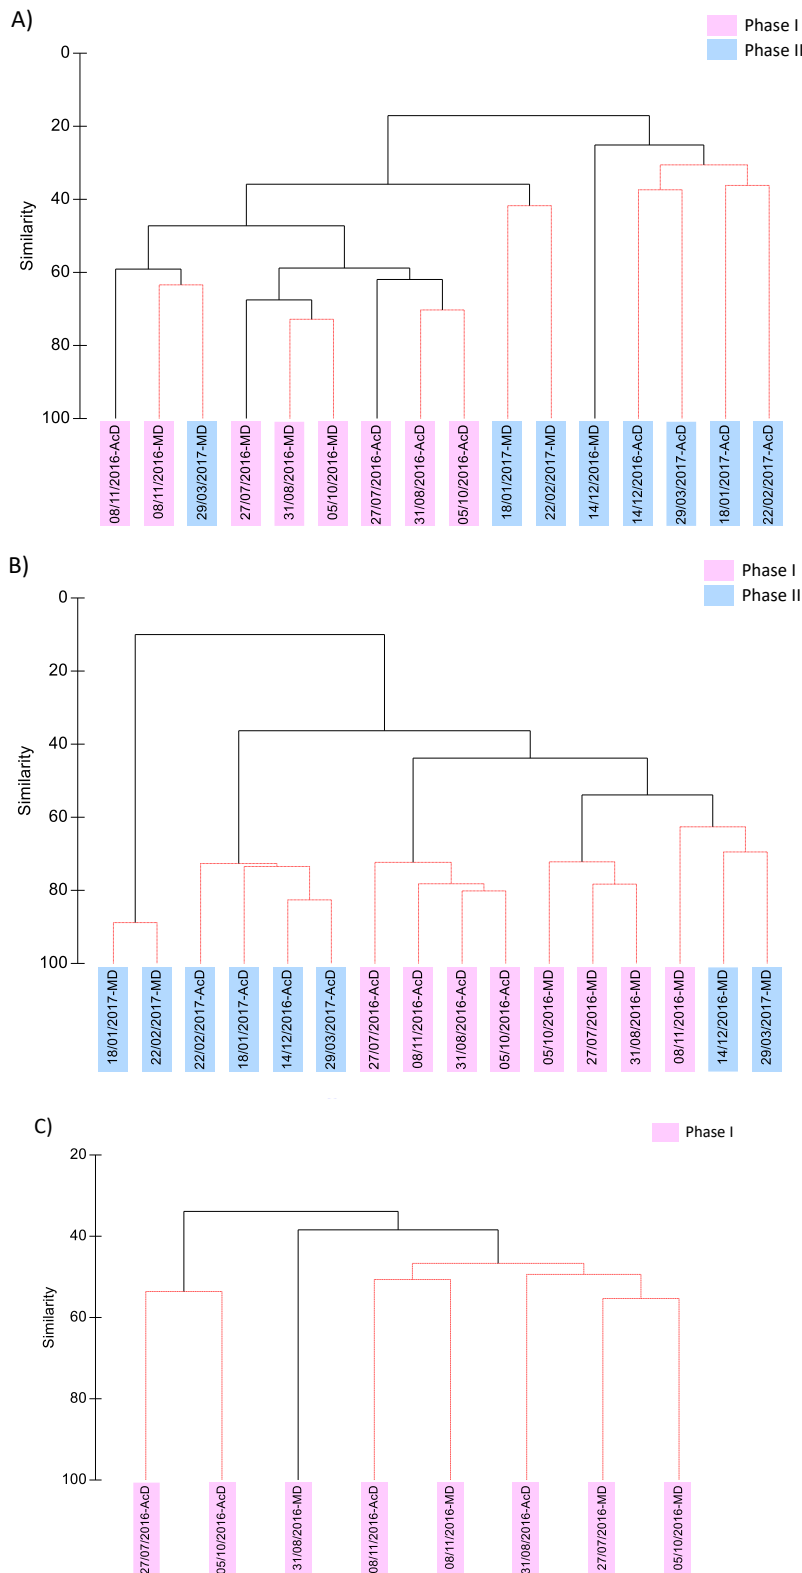 A)
Phase I
Phase II
Similarity
0
20
40
60
80
100
08/11/2016-AcD
08/11/2016-MD
29/03/2017-MD
27/07/2016-MD
31/08/2016-MD
05/10/2016-MD
27/07/2016-AcD
31/08/2016-AcD
05/10/2016-AcD
18/01/2017-MD
22/02/2017-MD
14/12/2016-MD
14/12/2016-AcD
29/03/2017-AcD
18/01/2017-AcD
22/02/2017-AcD
B)
Phase I
Phase II
Similarity
0
20
40
60
80
100
18/01/2017-MD
22/02/2017-MD
22/02/2017-AcD
18/01/2017-AcD
14/12/2016-AcD
29/03/2017-AcD
27/07/2016-AcD
08/11/2016-AcD
31/08/2016-AcD
05/10/2016-AcD
05/10/2016-MD
27/07/2016-MD
31/08/2016-MD
08/11/2016-MD
14/12/2016-MD
29/03/2017-MD
C)
Phase I
Similarity
20
40
60
80
100
27/07/2016-AcD
05/10/2016-AcD
31/08/2016-MD
08/11/2016-AcD
08/11/2016-MD
31/08/2016-AcD
27/07/2016-MD
05/10/2016-MD